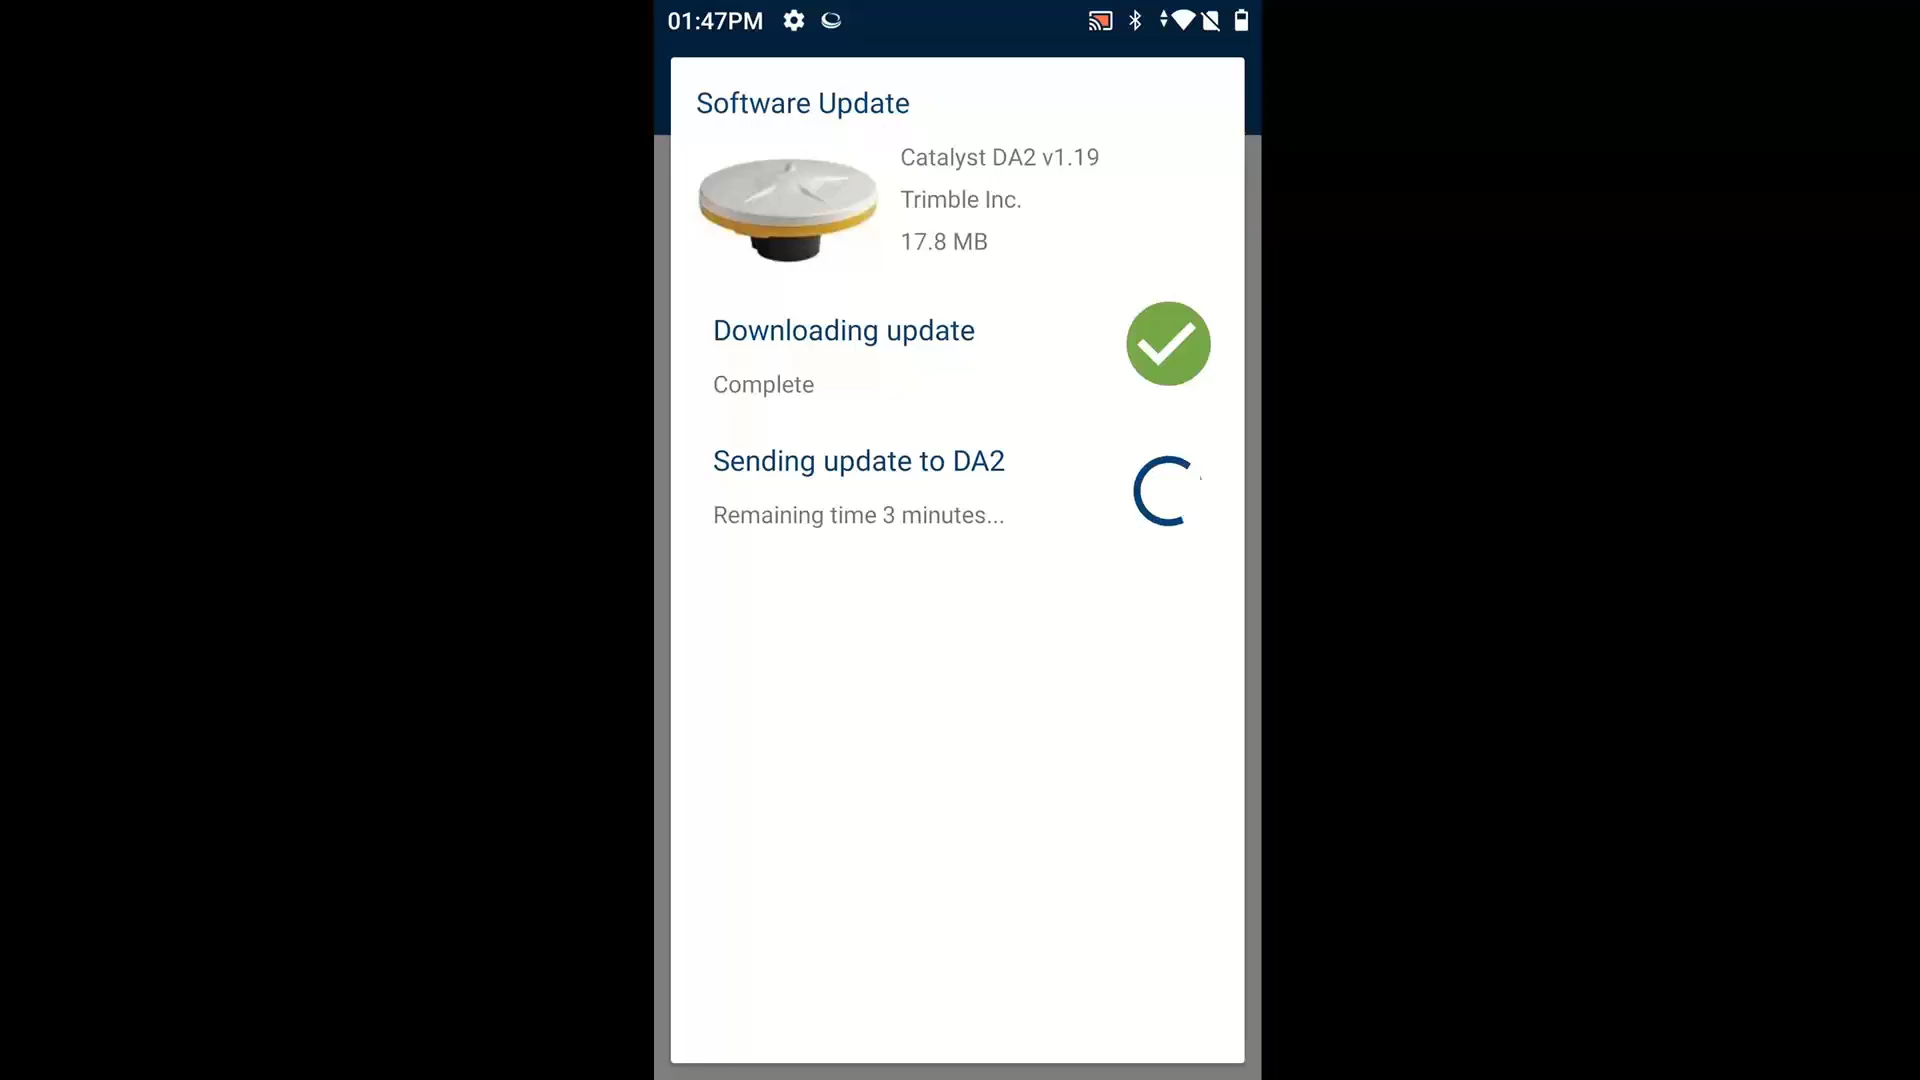 01:47PM
Software Update
Catalyst DA2 v1.19
Trimble Inc.
17.8 MB
Downloading update
Complete
Sending update to DA2
Remaining time 3 minutes...